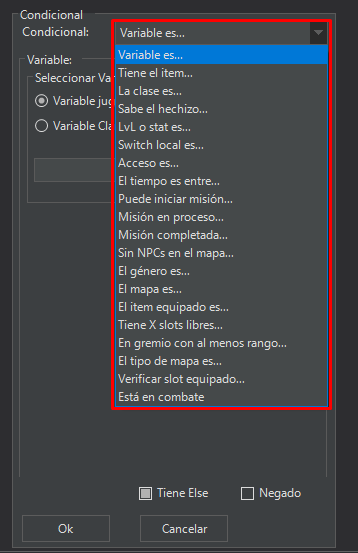 Condicional
Condicional: Variable es...
Variable:
Variable es...
Seleccionar Va
Tiene el item...
La clase es...
Variable jug
Sabe el hechizo...
Variable Cla
LvL o stat es...
Switch local es...
Acceso es...
El tiempo es entre...
Puede iniciar misión...
Misión en proceso...
Misión completada...
Sin NPCs en el mapa...
El género es...
El mapa es...
El item equipado es...
Tiene X slots libres...
En gremio con al menos rango...
El tipo de mapa es...
Verificar slot equipado...
Está en combate
Tiene Else Negado
Ok Cancelar